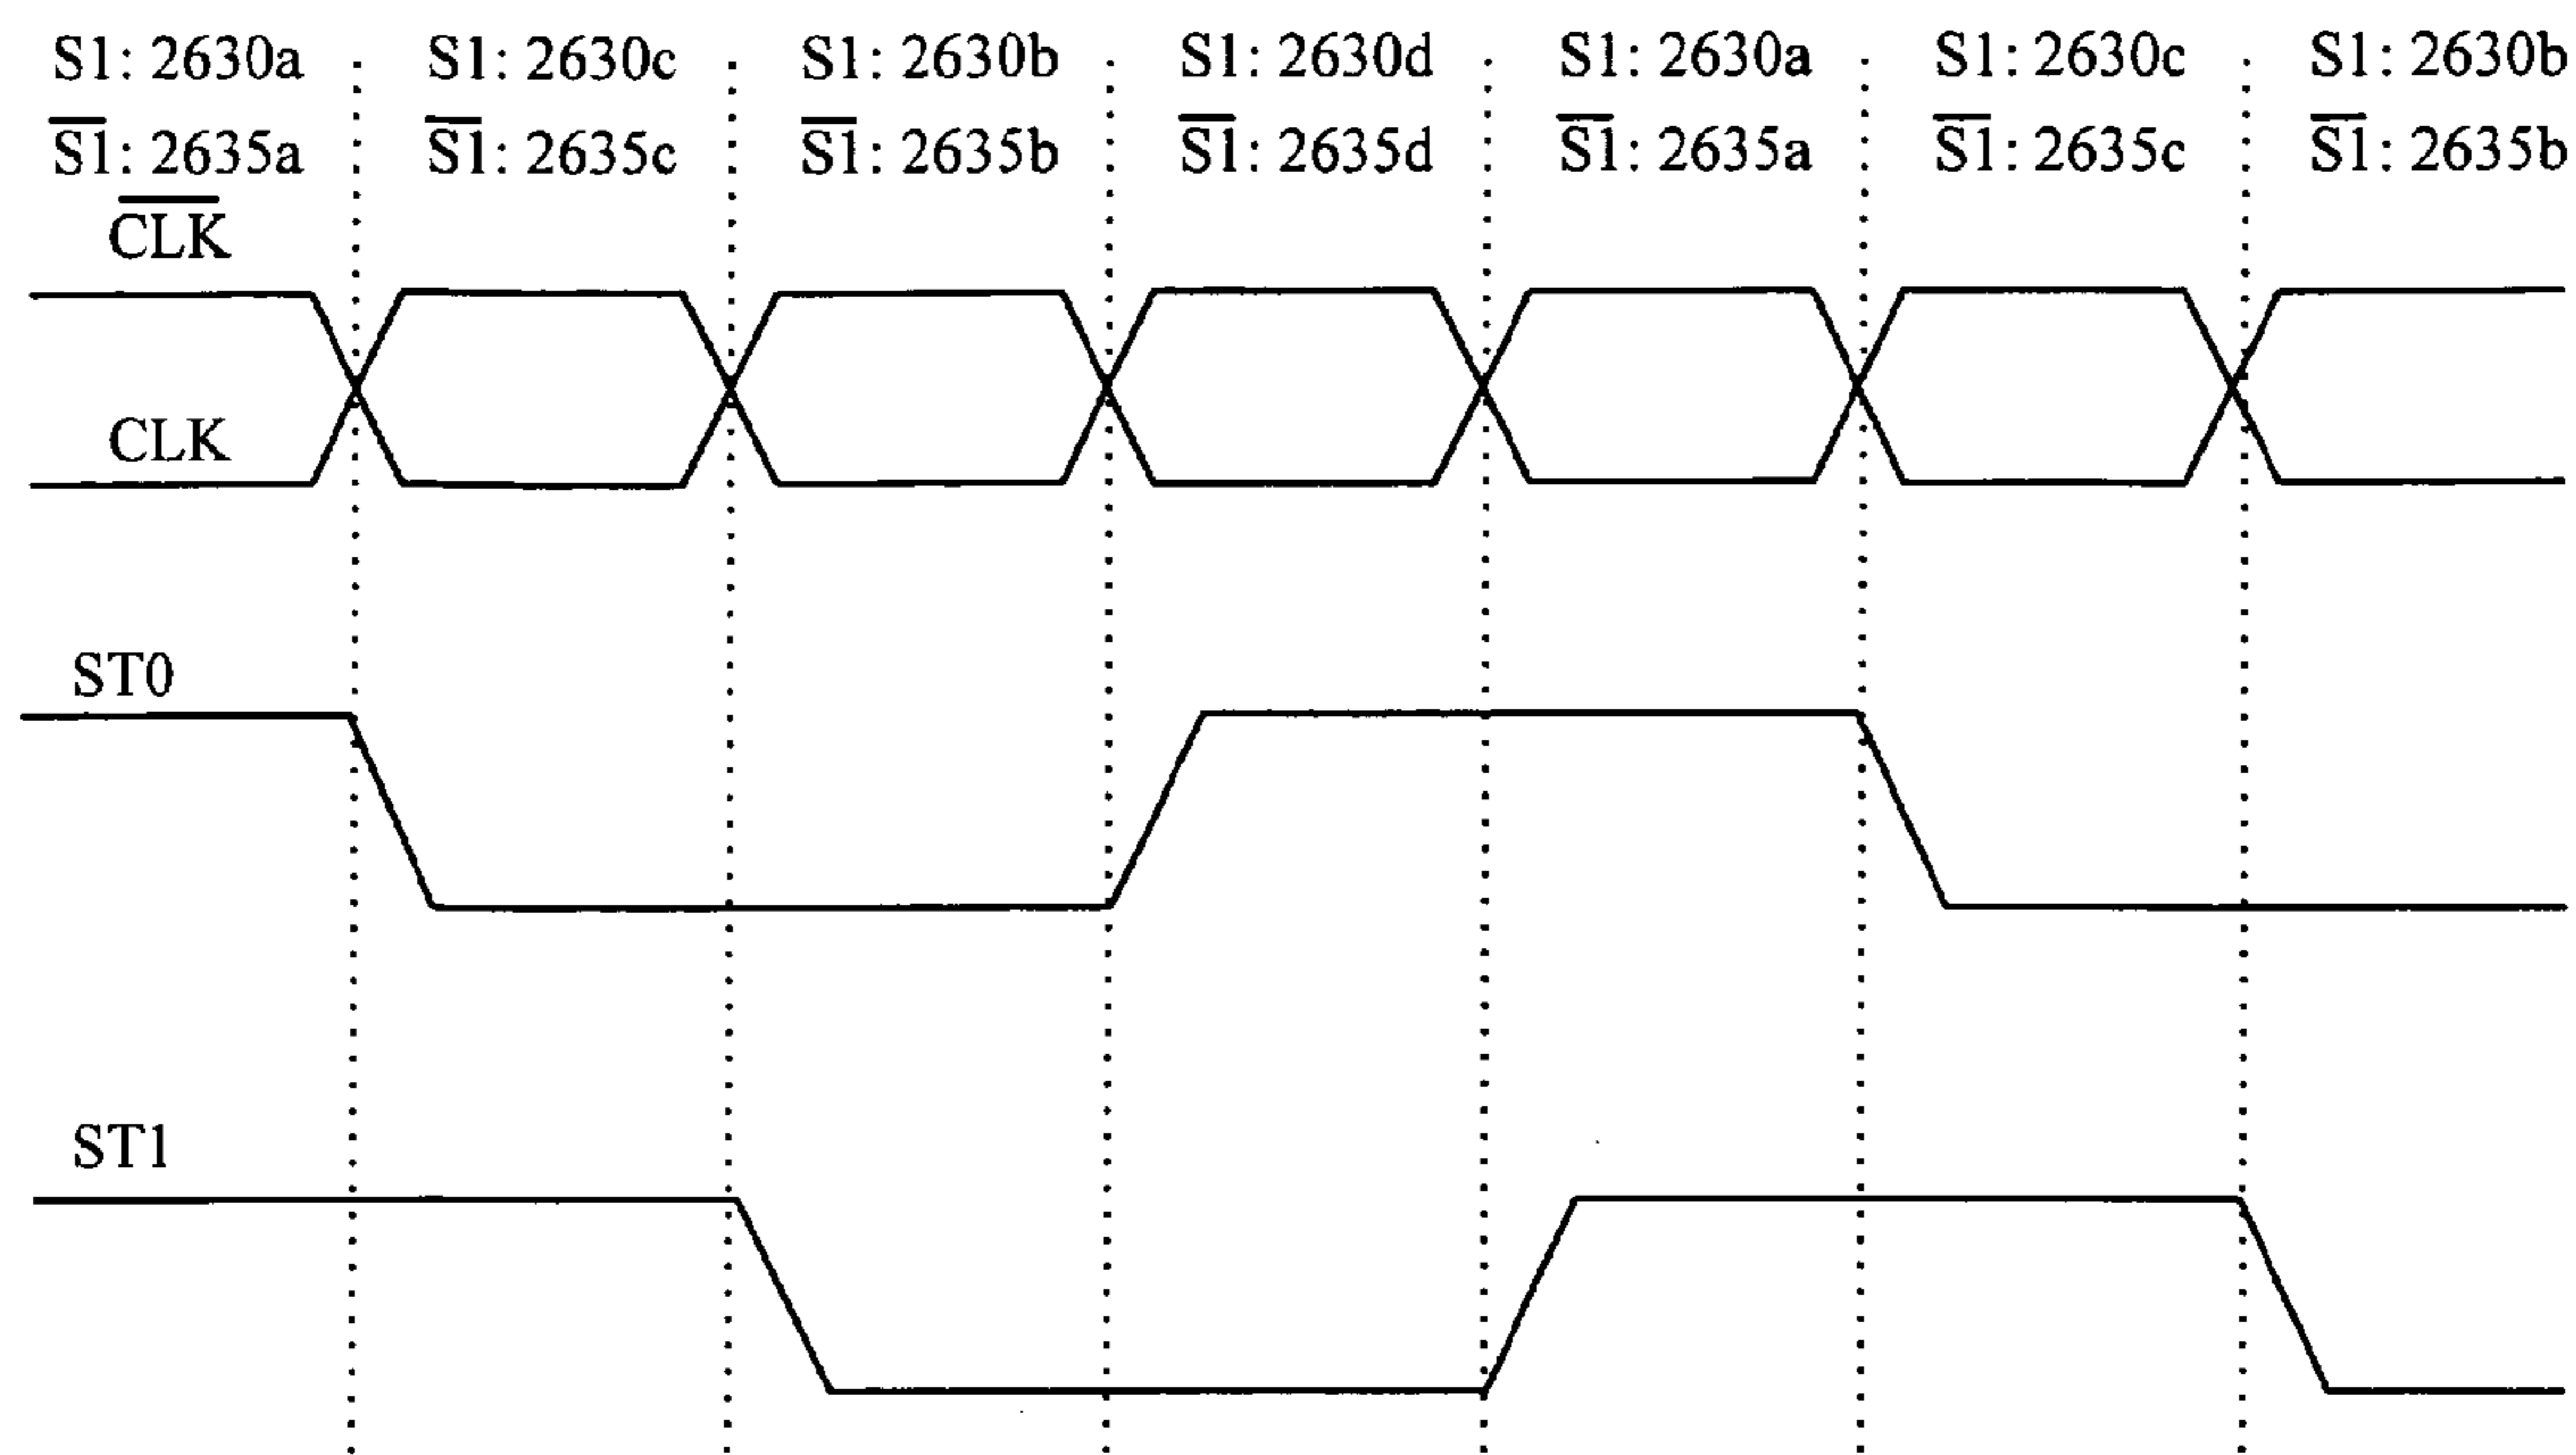 S1: 2630a S1: 2630c S1: 2630b S1: 2630d S1: 2630a S1: 2630c S1: 2630b
S̅1̅: 2635a S̅1̅: 2635c S̅1̅: 2635b S̅1̅: 2635d S̅1̅: 2635a S̅1̅: 2635c S̅1̅: 2635b
C̅L̅K̅
CLK
ST0
ST1